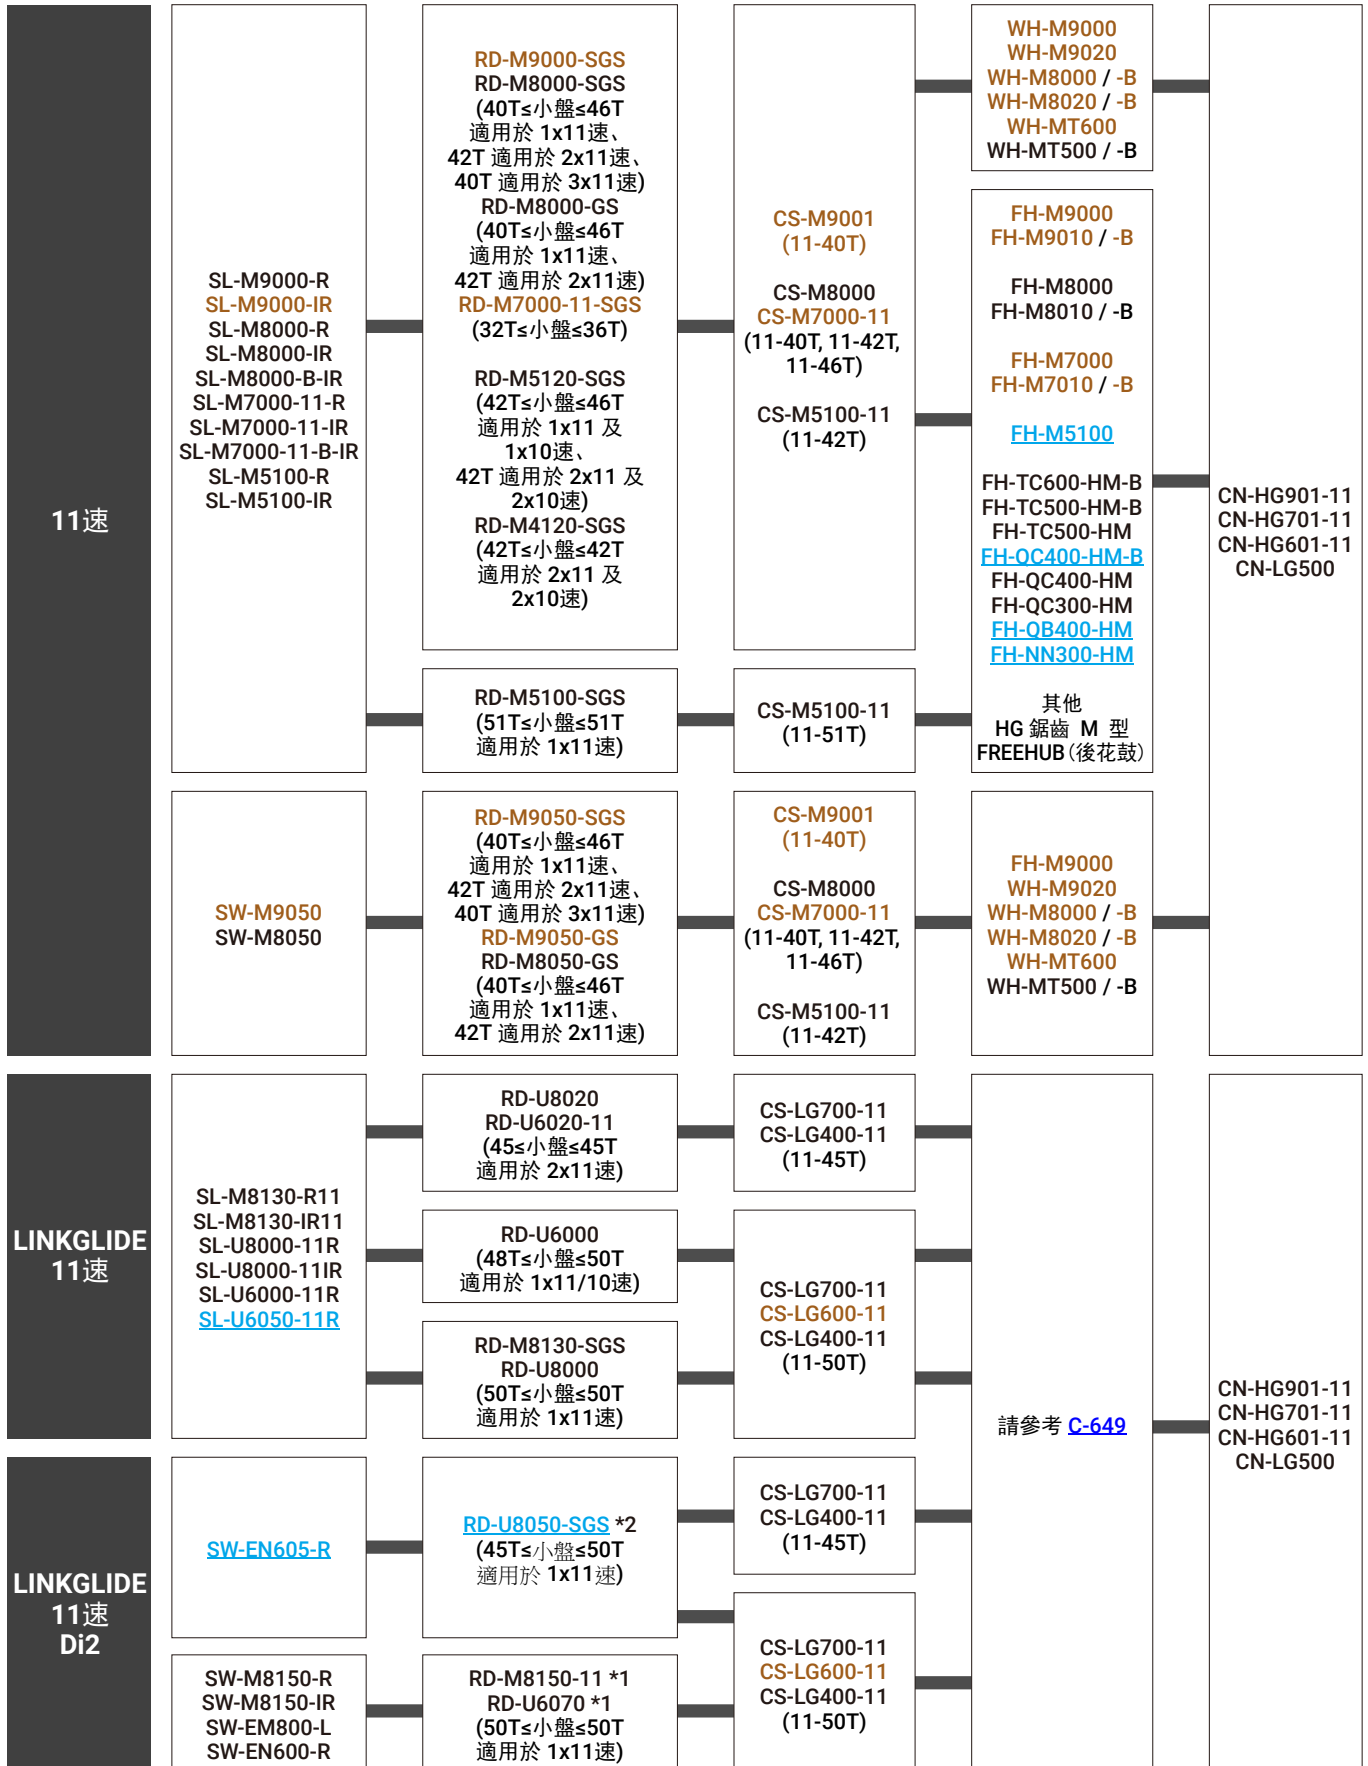 11速
SL-M9000-R
SL-M9000-IR
SL-M8000-R
SL-M8000-IR
SL-M8000-B-IR
SL-M7000-11-R
SL-M7000-11-IR
SL-M7000-11-B-IR
SL-M5100-R
SL-M5100-IR
RD-M9000-SGS
RD-M8000-SGS
(40T≤小盤≤46T
適用於 1x11速、
42T 適用於 2x11速、
40T 適用於 3x11速)
RD-M8000-GS
(40T≤小盤≤46T
適用於 1x11速、
42T 適用於 2x11速)
RD-M7000-11-SGS
(32T≤小盤≤36T)
RD-M5120-SGS
(42T≤小盤≤46T
適用於 1x11 及
1x10速、
42T 適用於 2x11 及
2x10速)
RD-M4120-SGS
(42T≤小盤≤42T
適用於 2x11 及
2x10速)
CS-M9001
(11-40T)
CS-M8000
CS-M7000-11
(11-40T, 11-42T,
11-46T)
CS-M5100-11
(11-42T)
WH-M9000
WH-M9020
WH-M8000 / -B
WH-M8020 / -B
WH-MT600
WH-MT500 / -B
FH-M9000
FH-M9010 / -B
FH-M8000
FH-M8010 / -B
FH-M7000
FH-M7010 / -B
FH-M5100
FH-TC600-HM-B
FH-TC500-HM-B
FH-TC500-HM
FH-QC400-HM-B
FH-QC400-HM
FH-QC300-HM
FH-QB400-HM
FH-NN300-HM
其他
HG 鋸齒 M 型
FREEHUB（後花鼓）
CN-HG901-11
CN-HG701-11
CN-HG601-11
CN-LG500
RD-M5100-SGS
(51T≤小盤≤51T
適用於 1x11速)
CS-M5100-11
(11-51T)
SW-M9050
SW-M8050
RD-M9050-SGS
(40T≤小盤≤46T
適用於 1x11速、
42T 適用於 2x11速、
40T 適用於 3x11速)
RD-M9050-GS
RD-M8050-GS
(40T≤小盤≤46T
適用於 1x11速、
42T 適用於 2x11速)
CS-M9001
(11-40T)
CS-M8000
CS-M7000-11
(11-40T, 11-42T,
11-46T)
CS-M5100-11
(11-42T)
FH-M9000
WH-M9020
WH-M8000 / -B
WH-M8020 / -B
WH-MT600
WH-MT500 / -B
LINKGLIDE
11速
SL-M8130-R11
SL-M8130-IR11
SL-U8000-11R
SL-U8000-11IR
SL-U6000-11R
SL-U6050-11R
RD-U8020
RD-U6020-11
(45≤小盤≤45T
適用於 2x11速)
CS-LG700-11
CS-LG400-11
(11-45T)
RD-U6000
(48T≤小盤≤50T
適用於 1x11/10速)
RD-M8130-SGS
RD-U8000
(50T≤小盤≤50T
適用於 1x11速)
CS-LG700-11
CS-LG600-11
CS-LG400-11
(11-50T)
請參考 C-649
CN-HG901-11
CN-HG701-11
CN-HG601-11
CN-LG500
LINKGLIDE
11速
Di2
SW-EN605-R
RD-U8050-SGS *2
(45T≤小盤≤50T
適用於 1x11速)
CS-LG700-11
CS-LG400-11
(11-45T)
SW-M8150-R
SW-M8150-IR
SW-EM800-L
SW-EN600-R
RD-M8150-11 *1
RD-U6070 *1
(50T≤小盤≤50T
適用於 1x11速)
CS-LG700-11
CS-LG600-11
CS-LG400-11
(11-50T)